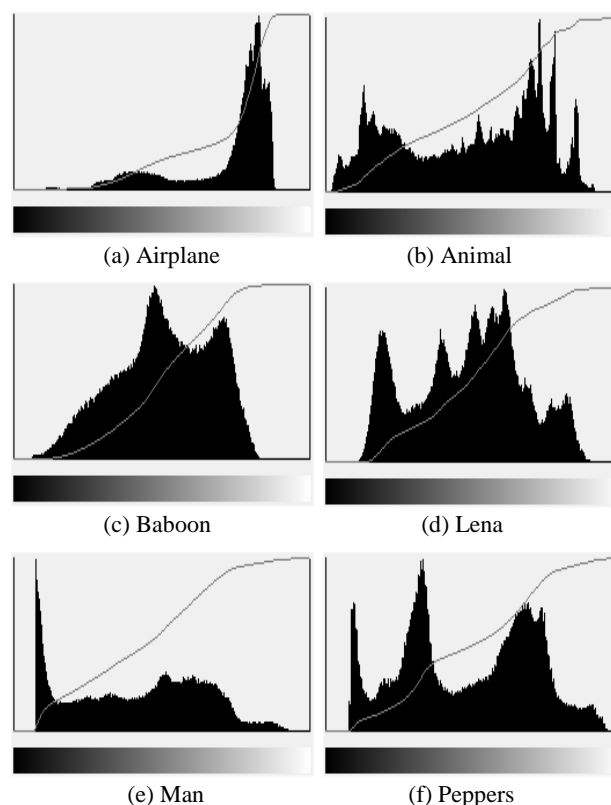 (a) Airplane
(b) Animal
(c) Baboon
(d) Lena
(e) Man
(f) Peppers